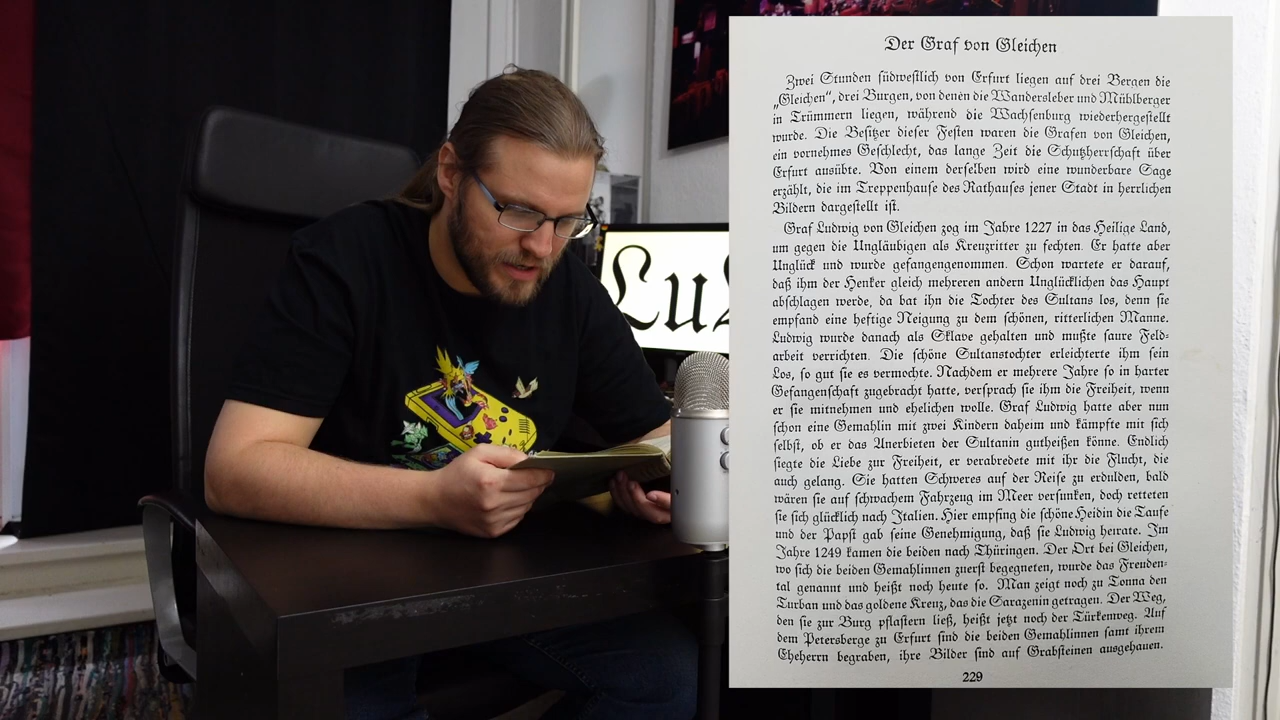 Lu
Der Graf von Gleichen
Zwei Stunden südwestlich von Erfurt liegen auf drei Bergen die
„Gleichen“, drei Burgen, von denen die Wandersleber und Mühlberger
in Trümmern liegen, während die Wachsenburg wiederhergestellt
wurde. Die Besitzer dieser Festen waren die Grafen von Gleichen,
ein vornehmes Geschlecht, das lange Zeit die Schutzherrschaft über
Erfurt ausübte. Von einem derselben wird eine wunderbare Sage
erzählt, die im Treppenhause des Rathauses jener Stadt in herrlichen
Bildern dargestellt ist.
Graf Ludwig von Gleichen zog im Jahre 1227 in das Heilige Land,
um gegen die Ungläubigen als Kreuzritter zu fechten. Er hatte aber
Unglück und wurde gefangengenommen. Schon wartete er darauf,
daß ihm der Henker gleich mehreren andern Unglücklichen das Haupt
abschlagen werde, da bat ihn die Tochter des Sultans los, denn sie
empfand eine heftige Neigung zu dem schönen, ritterlichen Manne.
Ludwig wurde danach als Sklave gehalten und mußte saure Feld-
arbeit verrichten. Die schöne Sultanstochter erleichterte ihm sein
Los, so gut sie es vermochte. Nachdem er mehrere Jahre so in harter
Gefangenschaft zugebracht hatte, versprach sie ihm die Freiheit, wenn
er sie mitnehmen und ehelichen wolle. Graf Ludwig hatte aber nun
schon eine Gemahlin mit zwei Kindern daheim und kämpfte mit sich
selbst, ob er das Anerbieten der Sultanin gutheißen könne. Endlich
siegte die Liebe zur Freiheit, er verabredete mit ihr die Flucht, die
auch gelang. Sie hatten Schweres auf der Reise zu erdulden, bald
wären sie auf schwachem Fahrzeug im Meer versunken, doch retteten
sie sich glücklich nach Italien. Hier empfing die schöne Heidin die Taufe
und der Papst gab seine Genehmigung, daß sie Ludwig heirate. Im
Jahre 1249 kamen die beiden nach Thüringen. Der Ort bei Gleichen,
wo sich die beiden Gemahlinnen zuerst begegneten, wurde das Freuden-
tal genannt und heißt noch heute so. Man zeigt noch zu Tonna den
Turban und das goldene Kreuz, das die Sarazenin getragen. Der Weg,
den sie zur Burg pflastern ließ, heißt jetzt noch der Türkenweg. Auf
dem Petersberge zu Erfurt sind die beiden Gemahlinnen samt ihrem
Eheherrn begraben, ihre Bilder sind auf Grabsteinen ausgehauen.
229